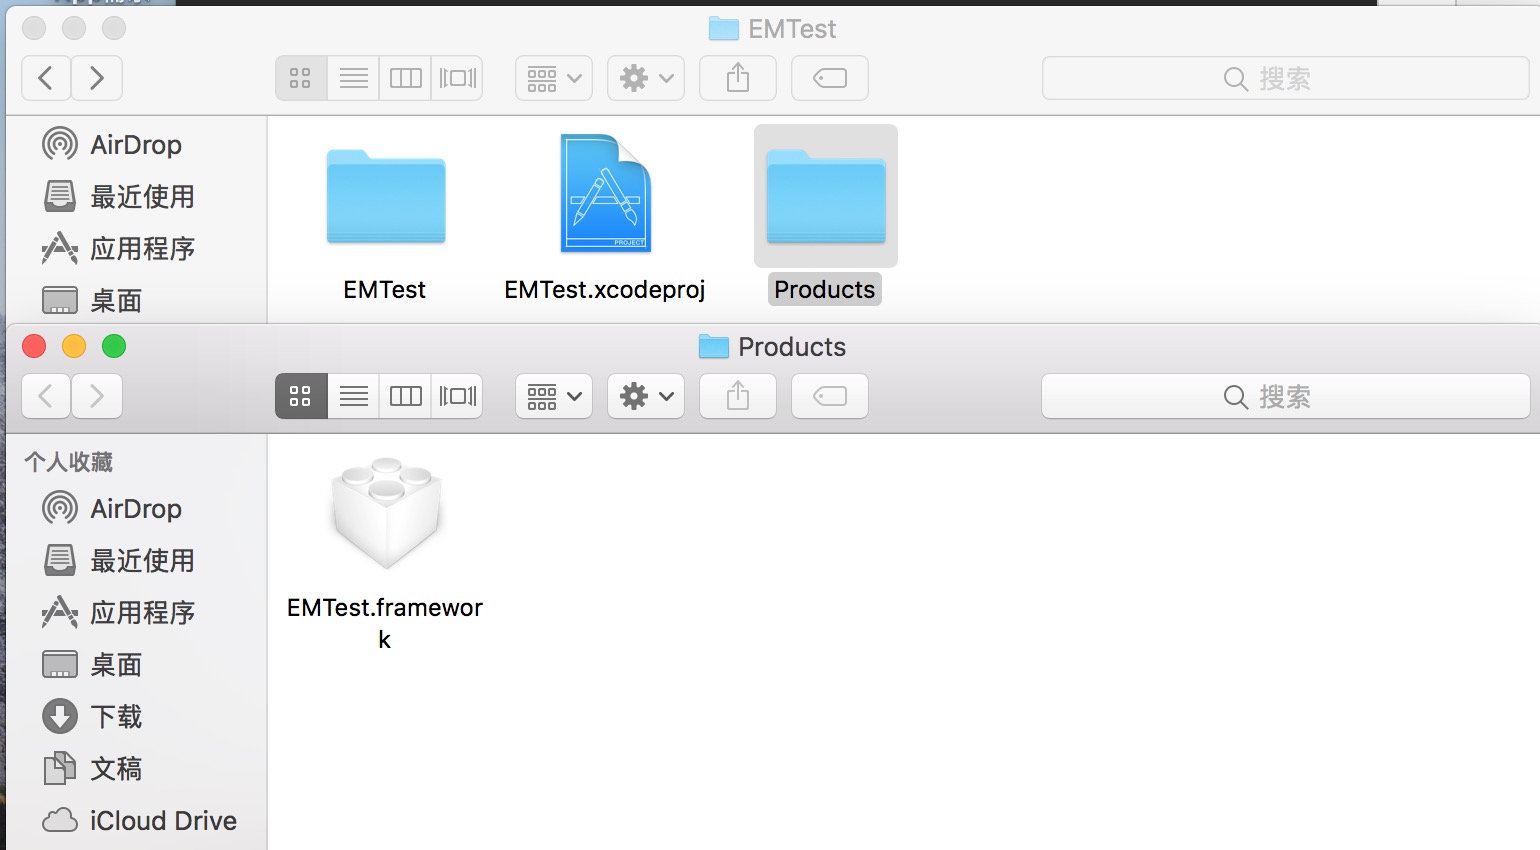 EMTest
搜索
AirDrop
最近使用
应用程序
桌面
EMTest
PROJECT
EMTest.xcodeproj
Products
Products
搜索
个人收藏
AirDrop
最近使用
应用程序
桌面
下载
文稿
iCloud Drive
EMTest.framewor
k